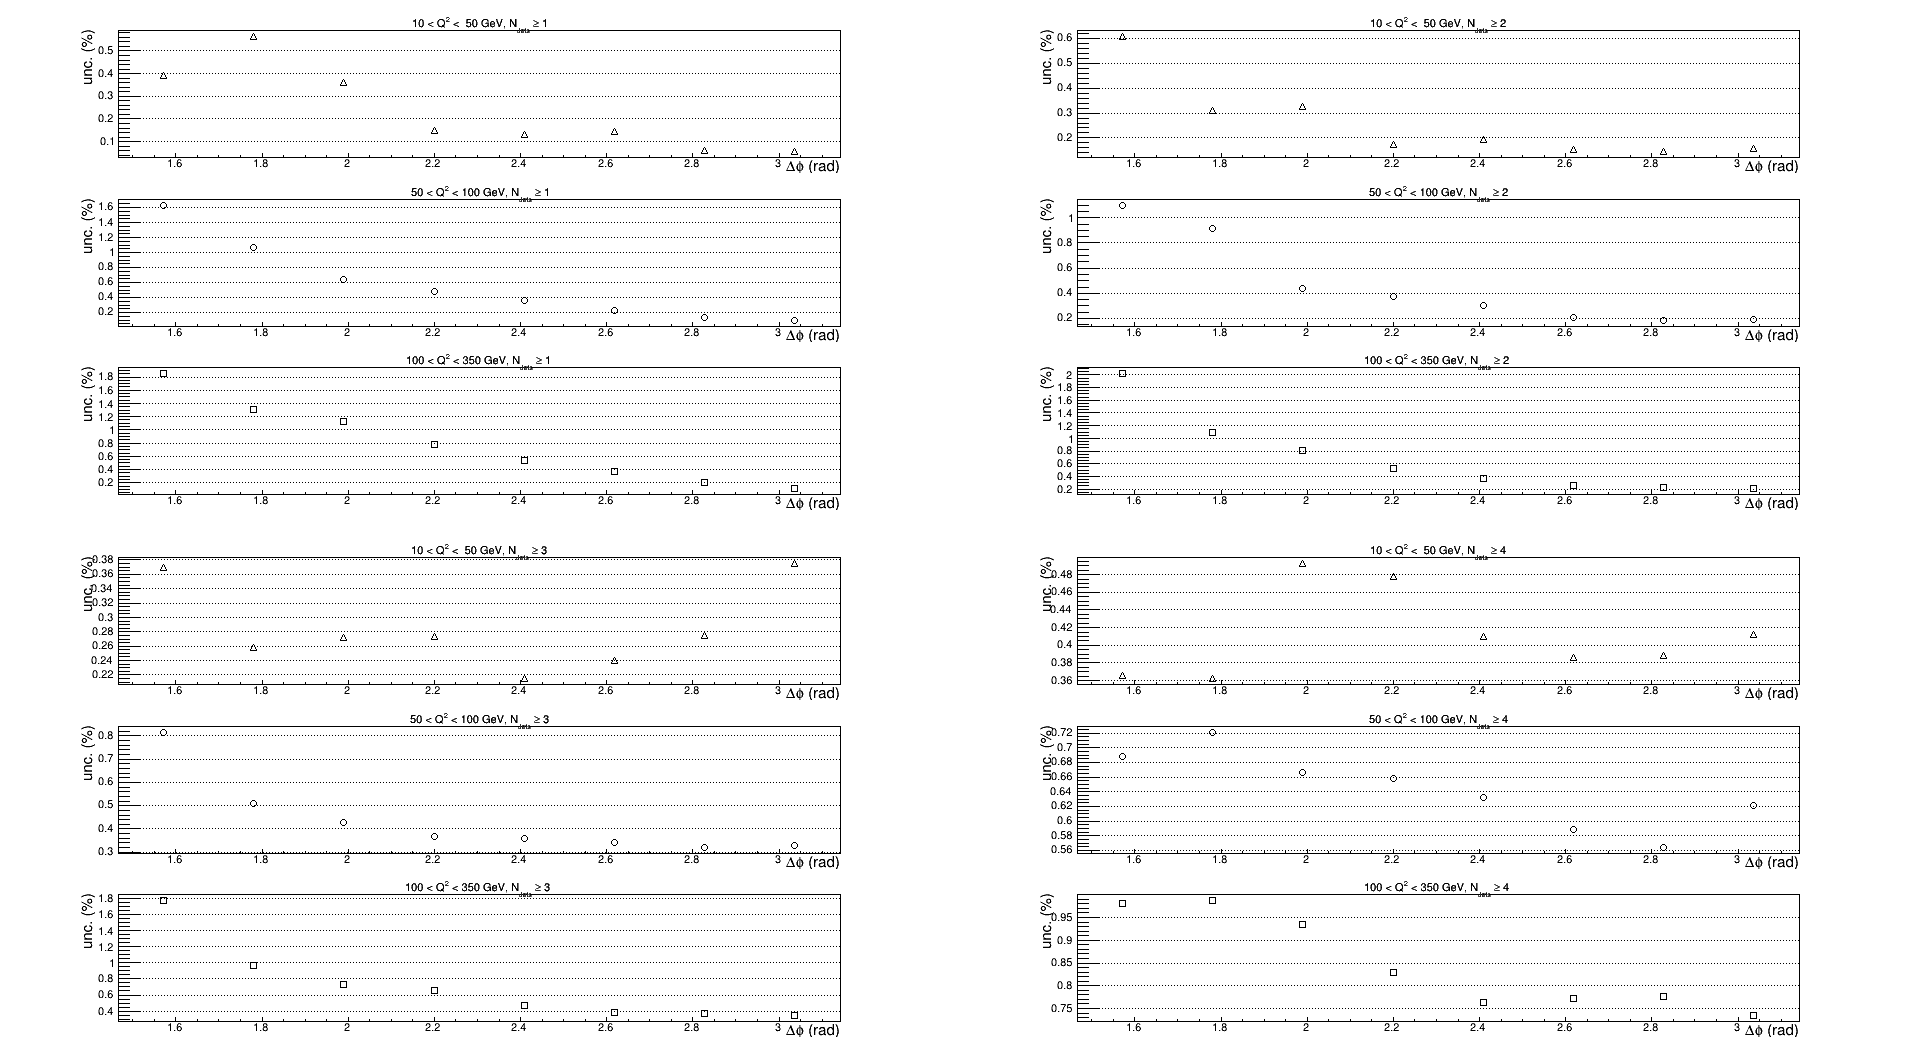 10 < Q² < 50 GeV, N_jets ≥ 1
unc. (%)
0.5
0.4
0.3
0.2
0.1
1.6 1.8 2 2.2 2.4 2.6 2.8 3
Δϕ (rad)
50 < Q² < 100 GeV, N_jets ≥ 1
unc. (%)
1.6
1.4
1.2
1
0.8
0.6
0.4
0.2
1.6 1.8 2 2.2 2.4 2.6 2.8 3
Δϕ (rad)
100 < Q² < 350 GeV, N_jets ≥ 1
unc. (%)
1.8
1.6
1.4
1.2
1
0.8
0.6
0.4
0.2
1.6 1.8 2 2.2 2.4 2.6 2.8 3
Δϕ (rad)
10 < Q² < 50 GeV, N_jets ≥ 2
unc. (%)
0.6
0.5
0.4
0.3
0.2
1.6 1.8 2 2.2 2.4 2.6 2.8 3
Δϕ (rad)
50 < Q² < 100 GeV, N_jets ≥ 2
unc. (%)
1
0.8
0.6
0.4
0.2
1.6 1.8 2 2.2 2.4 2.6 2.8 3
Δϕ (rad)
100 < Q² < 350 GeV, N_jets ≥ 2
unc. (%)
2
1.8
1.6
1.4
1.2
1
0.8
0.6
0.4
0.2
1.6 1.8 2 2.2 2.4 2.6 2.8 3
Δϕ (rad)
10 < Q² < 50 GeV, N_jets ≥ 3
unc. (%)
0.38
0.36
0.34
0.32
0.3
0.28
0.26
0.24
0.22
1.6 1.8 2 2.2 2.4 2.6 2.8 3
Δϕ (rad)
50 < Q² < 100 GeV, N_jets ≥ 3
unc. (%)
0.8
0.7
0.6
0.5
0.4
0.3
1.6 1.8 2 2.2 2.4 2.6 2.8 3
Δϕ (rad)
100 < Q² < 350 GeV, N_jets ≥ 3
unc. (%)
1.8
1.6
1.4
1.2
1
0.8
0.6
0.4
1.6 1.8 2 2.2 2.4 2.6 2.8 3
Δϕ (rad)
10 < Q² < 50 GeV, N_jets ≥ 4
unc. (%)
0.48
0.46
0.44
0.42
0.4
0.38
0.36
1.6 1.8 2 2.2 2.4 2.6 2.8 3
Δϕ (rad)
50 < Q² < 100 GeV, N_jets ≥ 4
unc. (%)
0.72
0.7
0.68
0.66
0.64
0.62
0.6
0.58
0.56
1.6 1.8 2 2.2 2.4 2.6 2.8 3
Δϕ (rad)
100 < Q² < 350 GeV, N_jets ≥ 4
unc. (%)
0.95
0.9
0.85
0.8
0.75
1.6 1.8 2 2.2 2.4 2.6 2.8 3
Δϕ (rad)